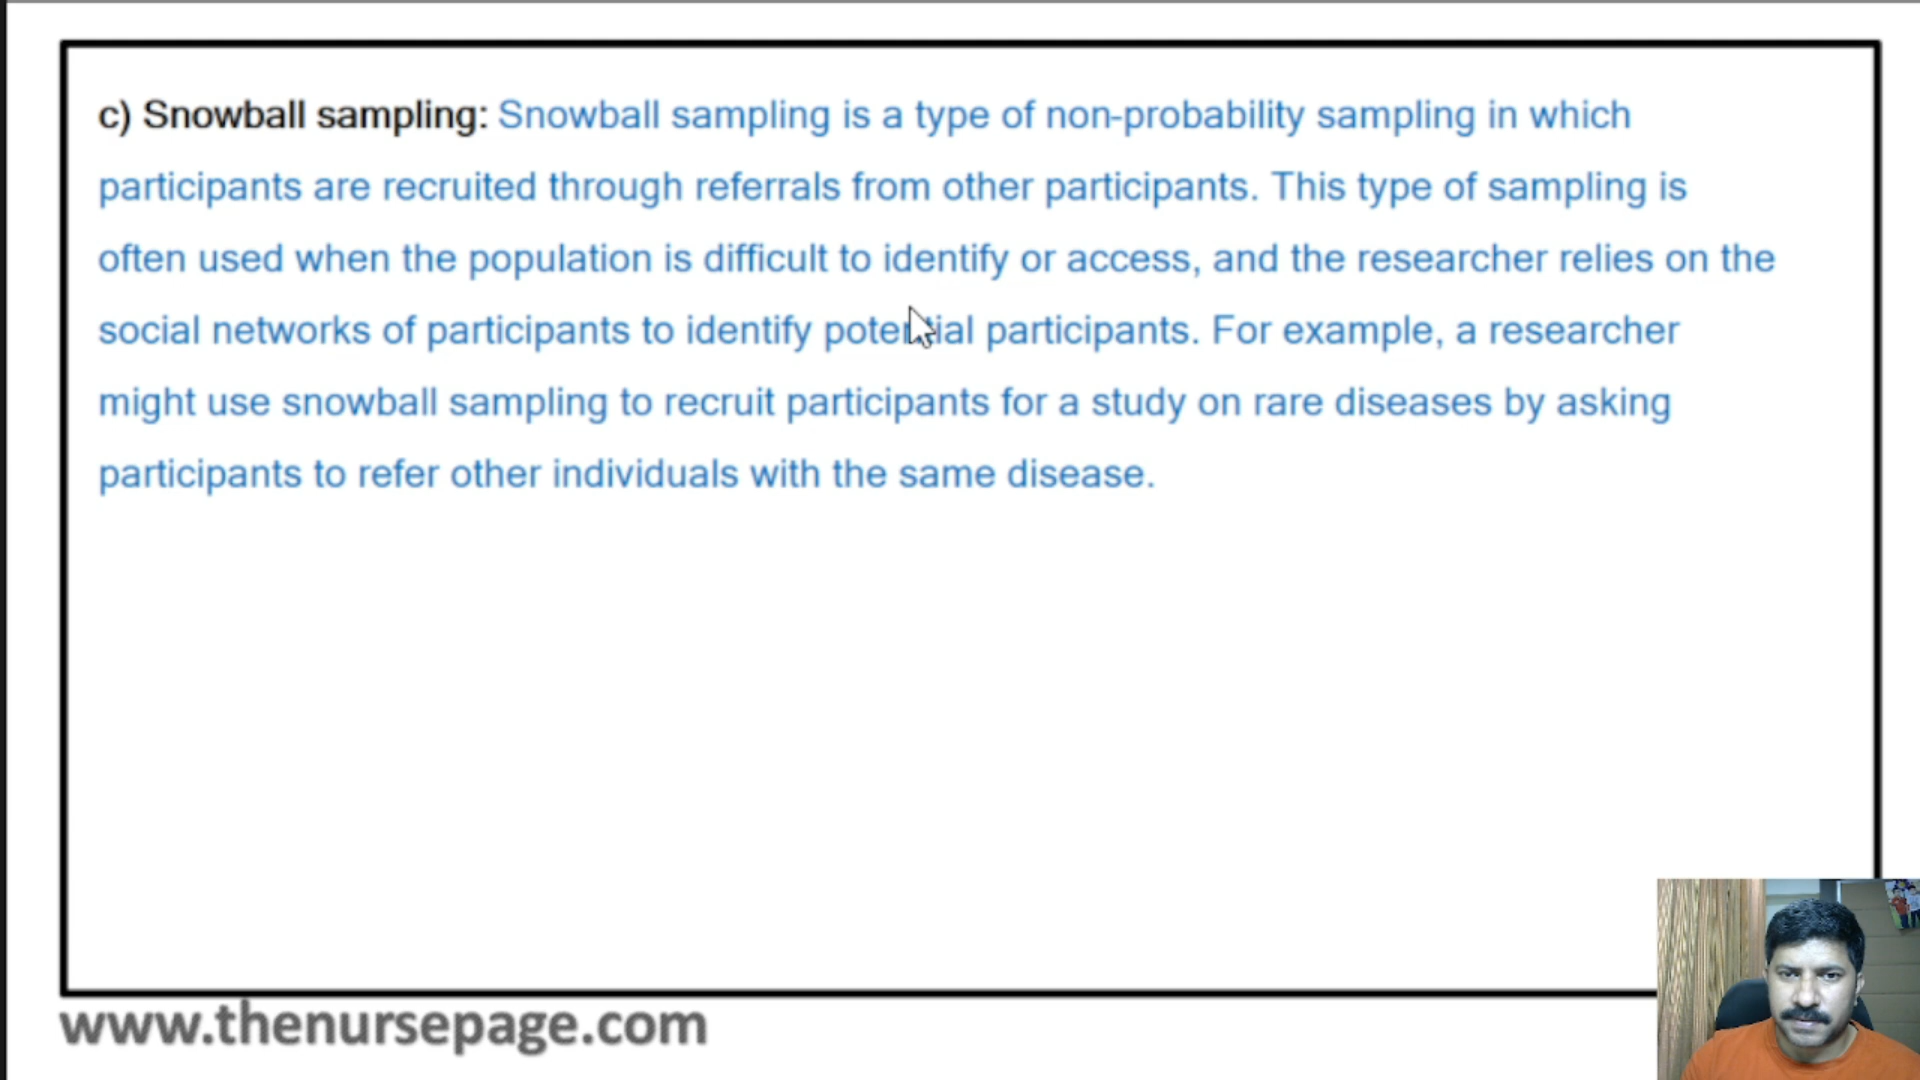 c) Snowball sampling: Snowball sampling is a type of non-probability sampling in which
participants are recruited through referrals from other participants. This type of sampling is
often used when the population is difficult to identify or access, and the researcher relies on the
social networks of participants to identify potential participants. For example, a researcher
might use snowball sampling to recruit participants for a study on rare diseases by asking
participants to refer other individuals with the same disease.
www.thenursepage.com